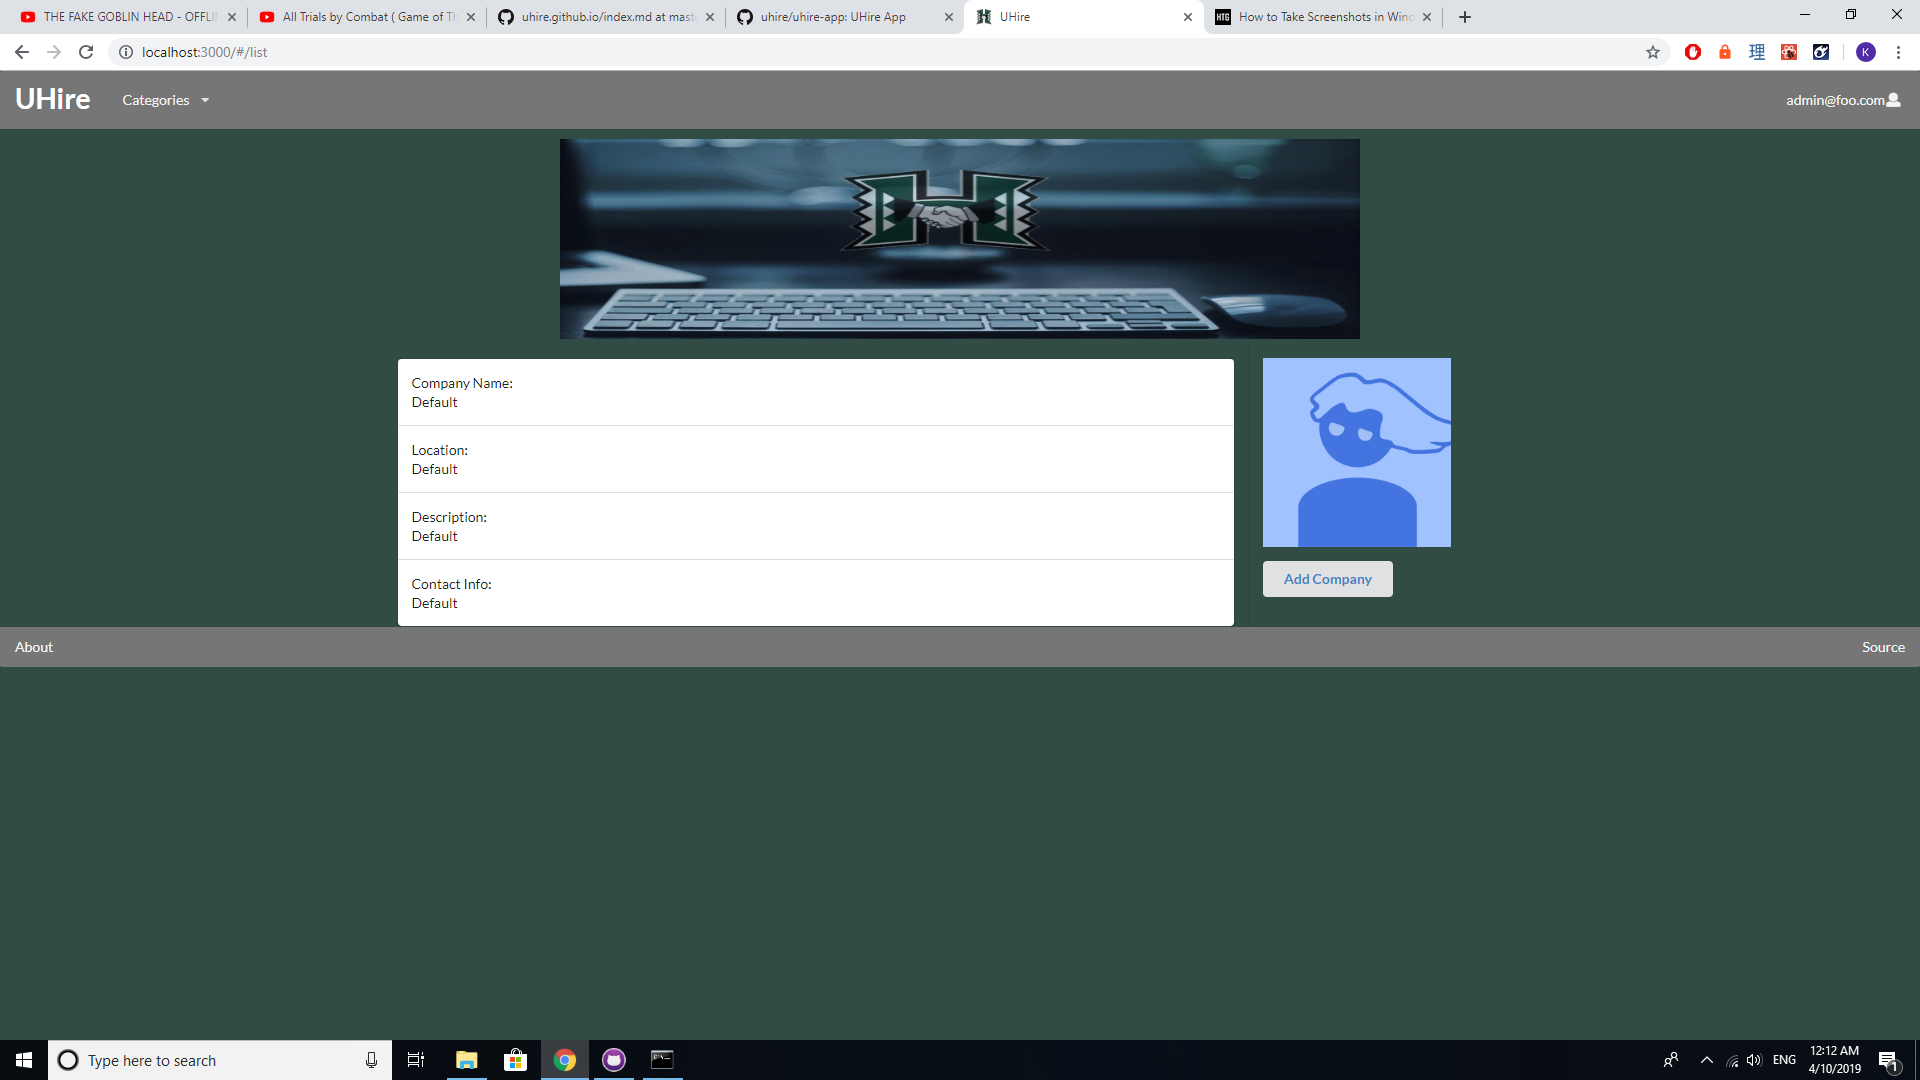 THE FAKE GOBLIN HEAD - OFFLI
All Trials by Combat ( Game of Th
uhire.github.io/index.md at mast
uhire/uhire-app: UHire App
UHire
HTG
How to Take Screenshots in Wind
localhost:3000/#/list
理
K
UHire
Categories
admin@foo.com
H
Company Name:
Default
Location:
Default
Description:
Default
Contact Info:
Default
Add Company
About
Source
Type here to search
ENG
12:12 AM
4/10/2019
1